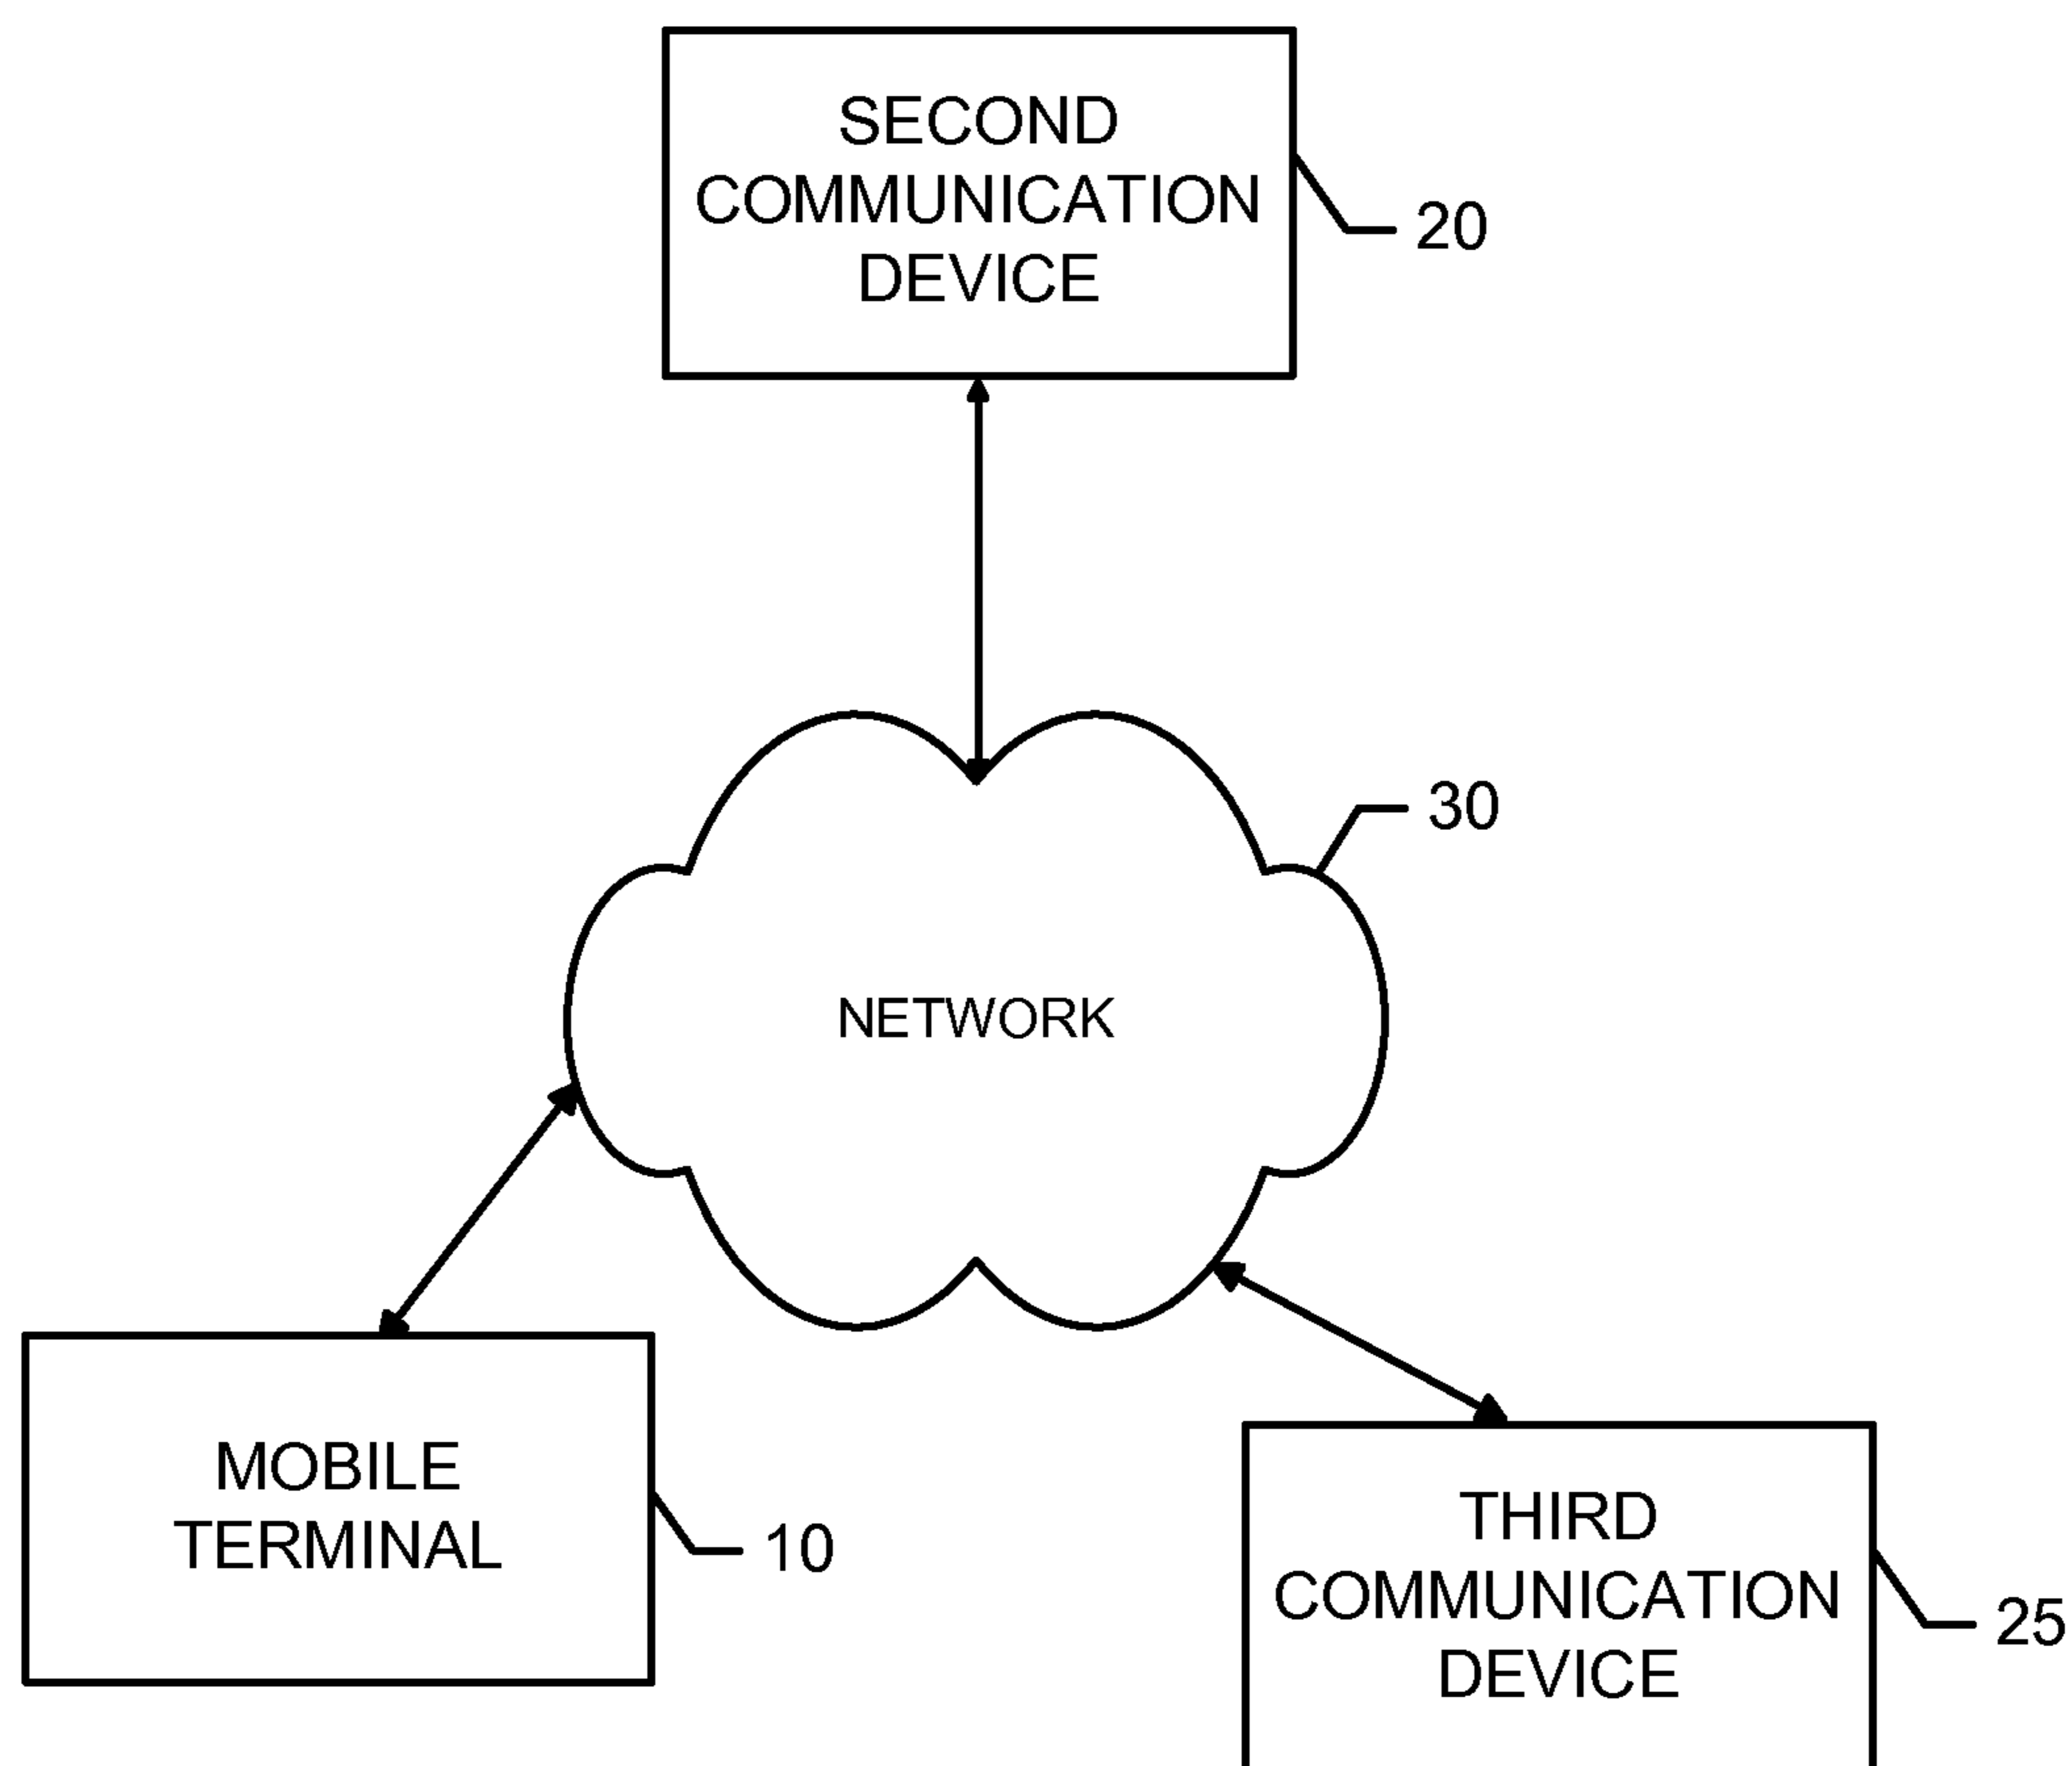 SECOND
COMMUNICATION
DEVICE
20
30
NETWORK
MOBILE
TERMINAL
10
THIRD
COMMUNICATION
DEVICE
25